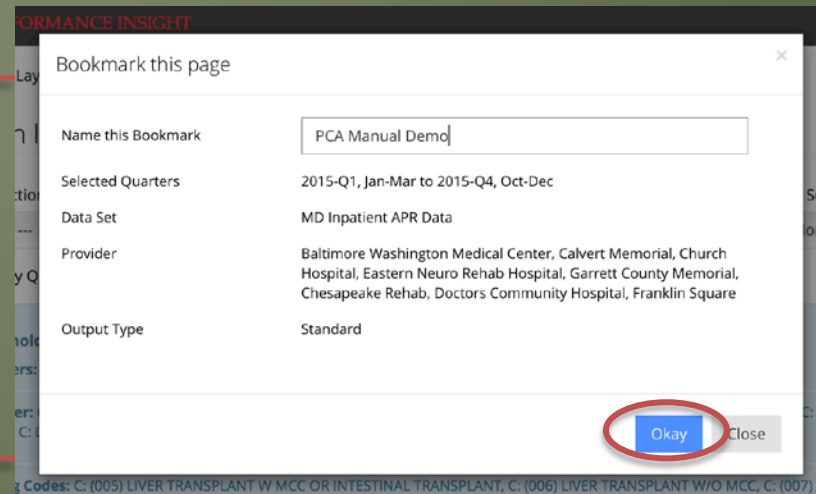 FORMANCE INSIGHT
Lay
Bookmark this page
×
Name this Bookmark
PCA Manual Demo
Selected Quarters
2015-Q1, Jan-Mar to 2015-Q4, Oct-Dec
Data Set
MD Inpatient APR Data
Provider
Baltimore Washington Medical Center, Calvert Memorial, Church
Hospital, Eastern Neuro Rehab Hospital, Garrett County Memorial,
Chesapeake Rehab, Doctors Community Hospital, Franklin Square
Output Type
Standard
Okay
Close
Codes: C: (005) LIVER TRANSPLANT W MCC OR INTESTINAL TRANSPLANT, C: (006) LIVER TRANSPLANT W/O MCC, C: (007)